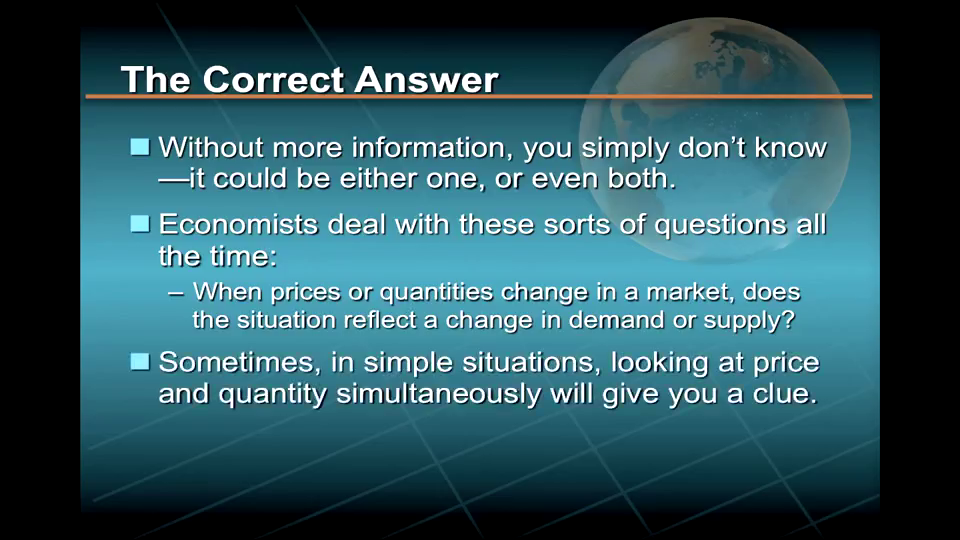 The Correct Answer
Without more information, you simply don’t know
—it could be either one, or even both.
Economists deal with these sorts of questions all
the time:
– When prices or quantities change in a market, does
the situation reflect a change in demand or supply?
Sometimes, in simple situations, looking at price
and quantity simultaneously will give you a clue.